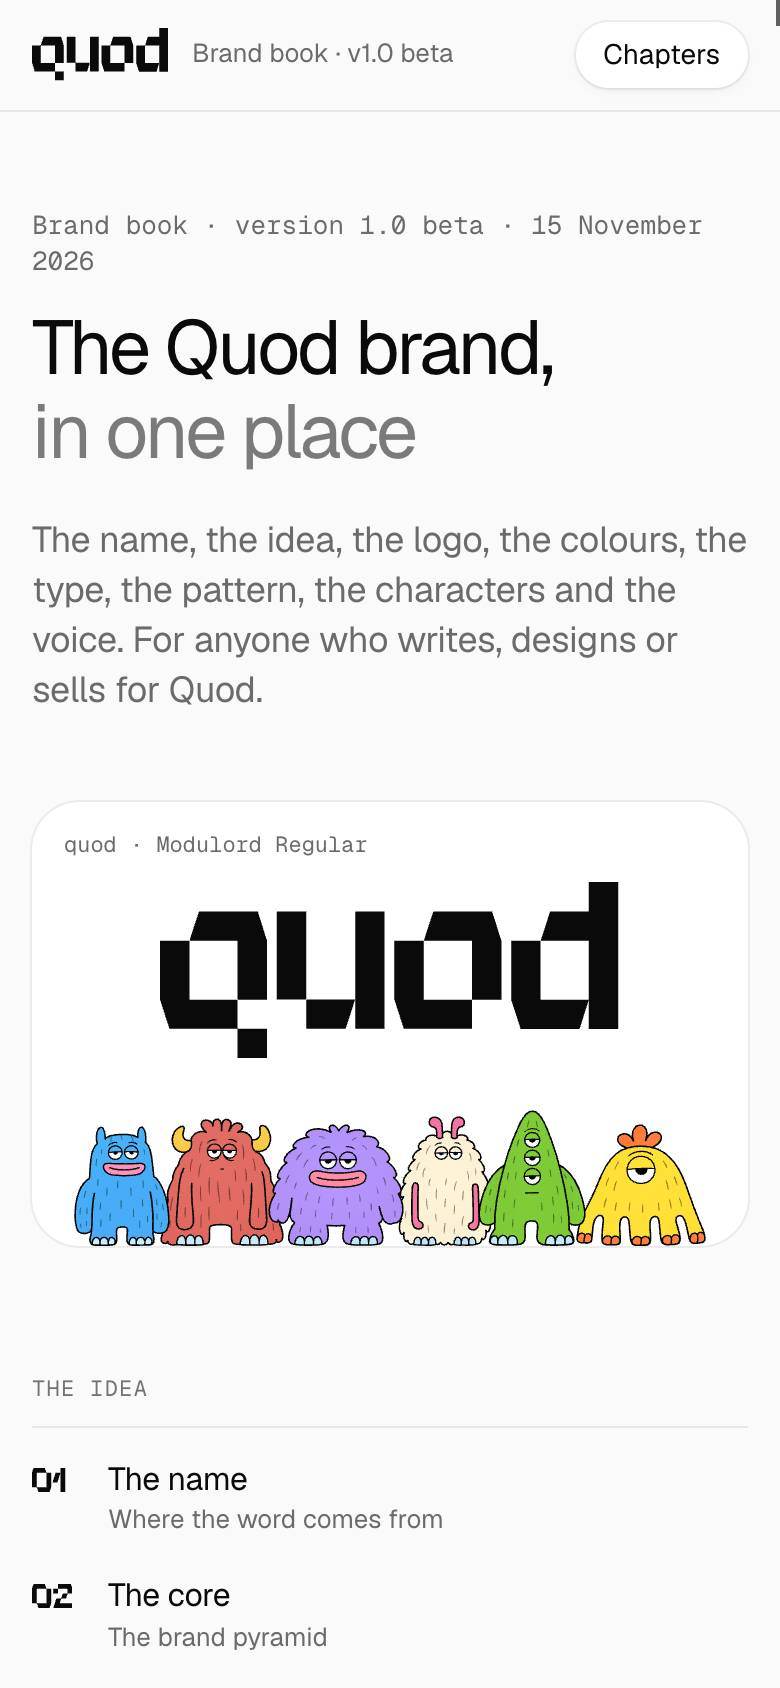 quod Brand book · v1.0 beta Chapters
Brand book · version 1.0 beta · 15 November
2026
The Quod brand,
in one place
The name, the idea, the logo, the colours, the
type, the pattern, the characters and the
voice. For anyone who writes, designs or
sells for Quod.
quod · Modulord Regular
quod
THE IDEA
01 The name
Where the word comes from
02 The core
The brand pyramid